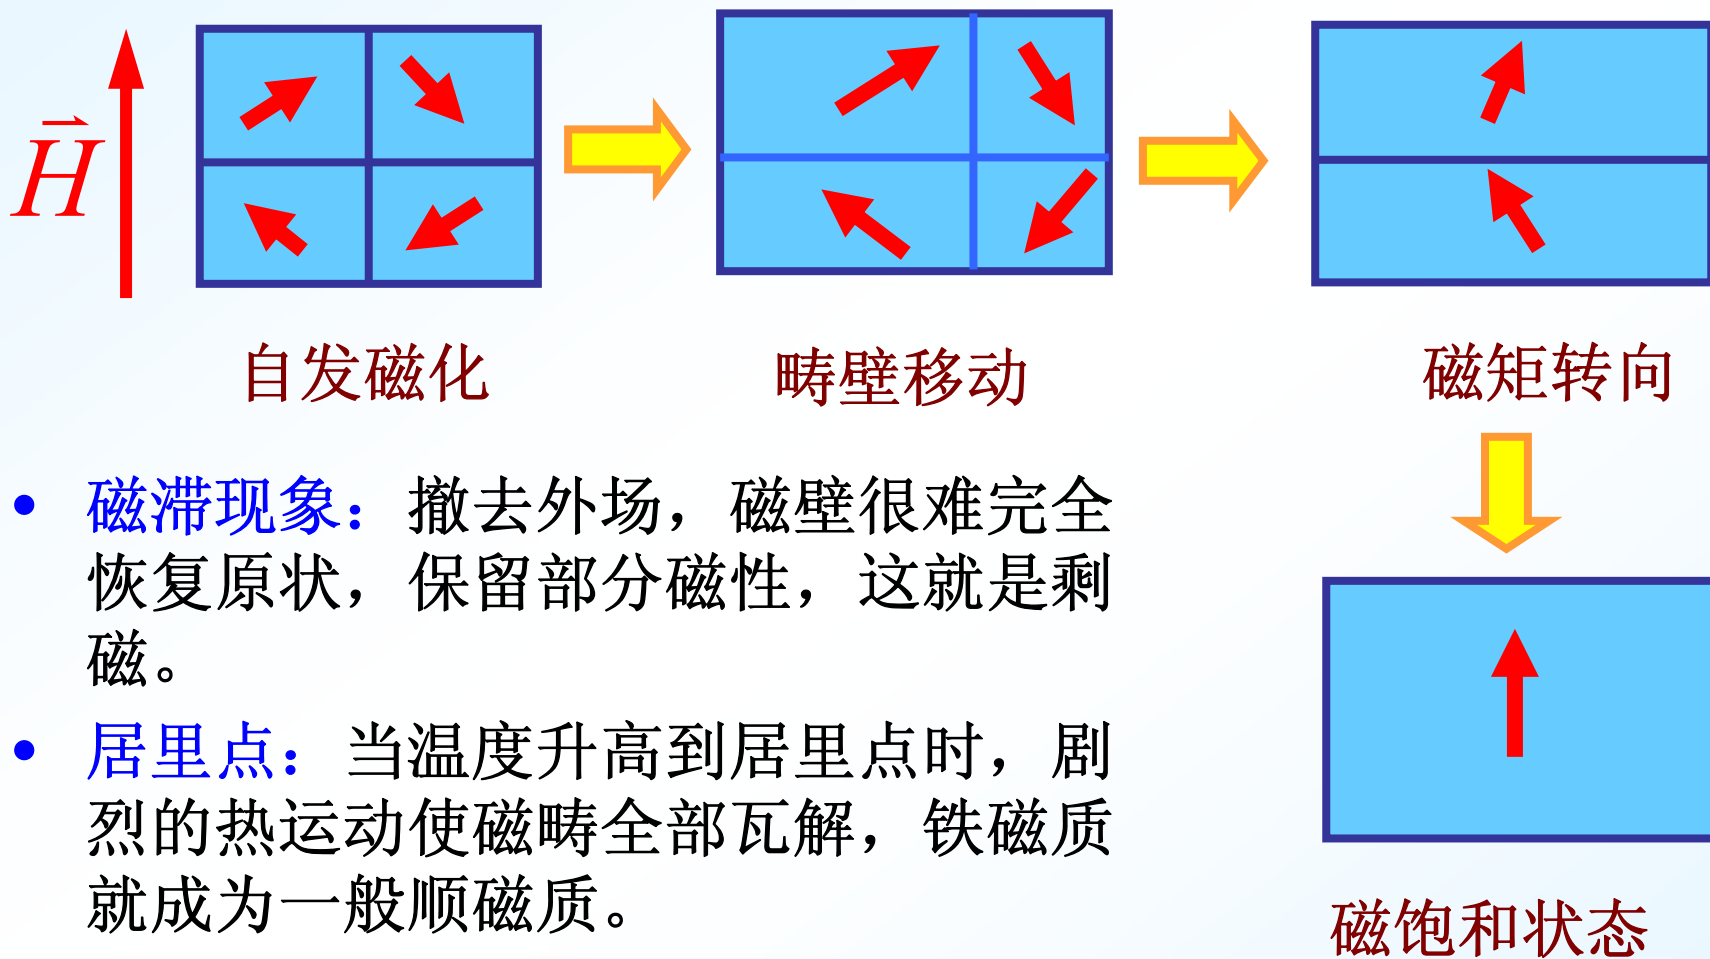 H
自发磁化
畴壁移动
磁矩转向
• 磁滞现象：撤去外场，磁壁很难完全
恢复原状，保留部分磁性，这就是剩
磁。
• 居里点：当温度升高到居里点时，剧
烈的热运动使磁畴全部瓦解，铁磁质
就成为一般顺磁质。
磁饱和状态